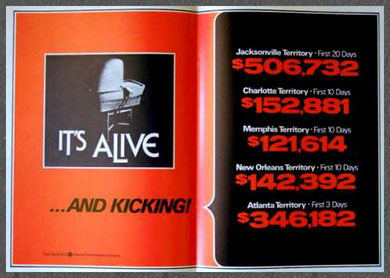 IT'S ALIVE
...AND KICKING!
Jacksonville Territory · First 20 Days
$506,732
Charlotte Territory · First 10 Days
$152,881
Memphis Territory · First 10 Days
$121,614
New Orleans Territory · First 10 Days
$142,392
Atlanta Territory · First 3 Days
$346,182